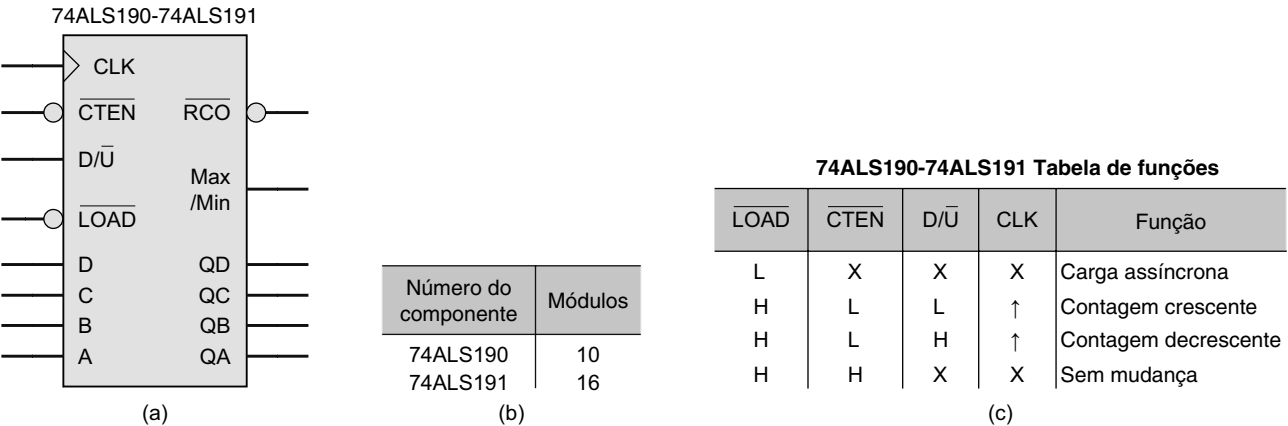 74ALS190-74ALS191
CLK
CTEN RCO
D/U̅
Max
/Min
LOAD
D QD
C QC
B QB
A QA
(a)
Número do componente Módulos
74ALS190 10
74ALS191 16
(b)
74ALS190-74ALS191 Tabela de funções
LOAD CTEN D/U̅ CLK Função
L X X X Carga assíncrona
H L L ↑ Contagem crescente
H L H ↑ Contagem decrescente
H H X X Sem mudança
(c)